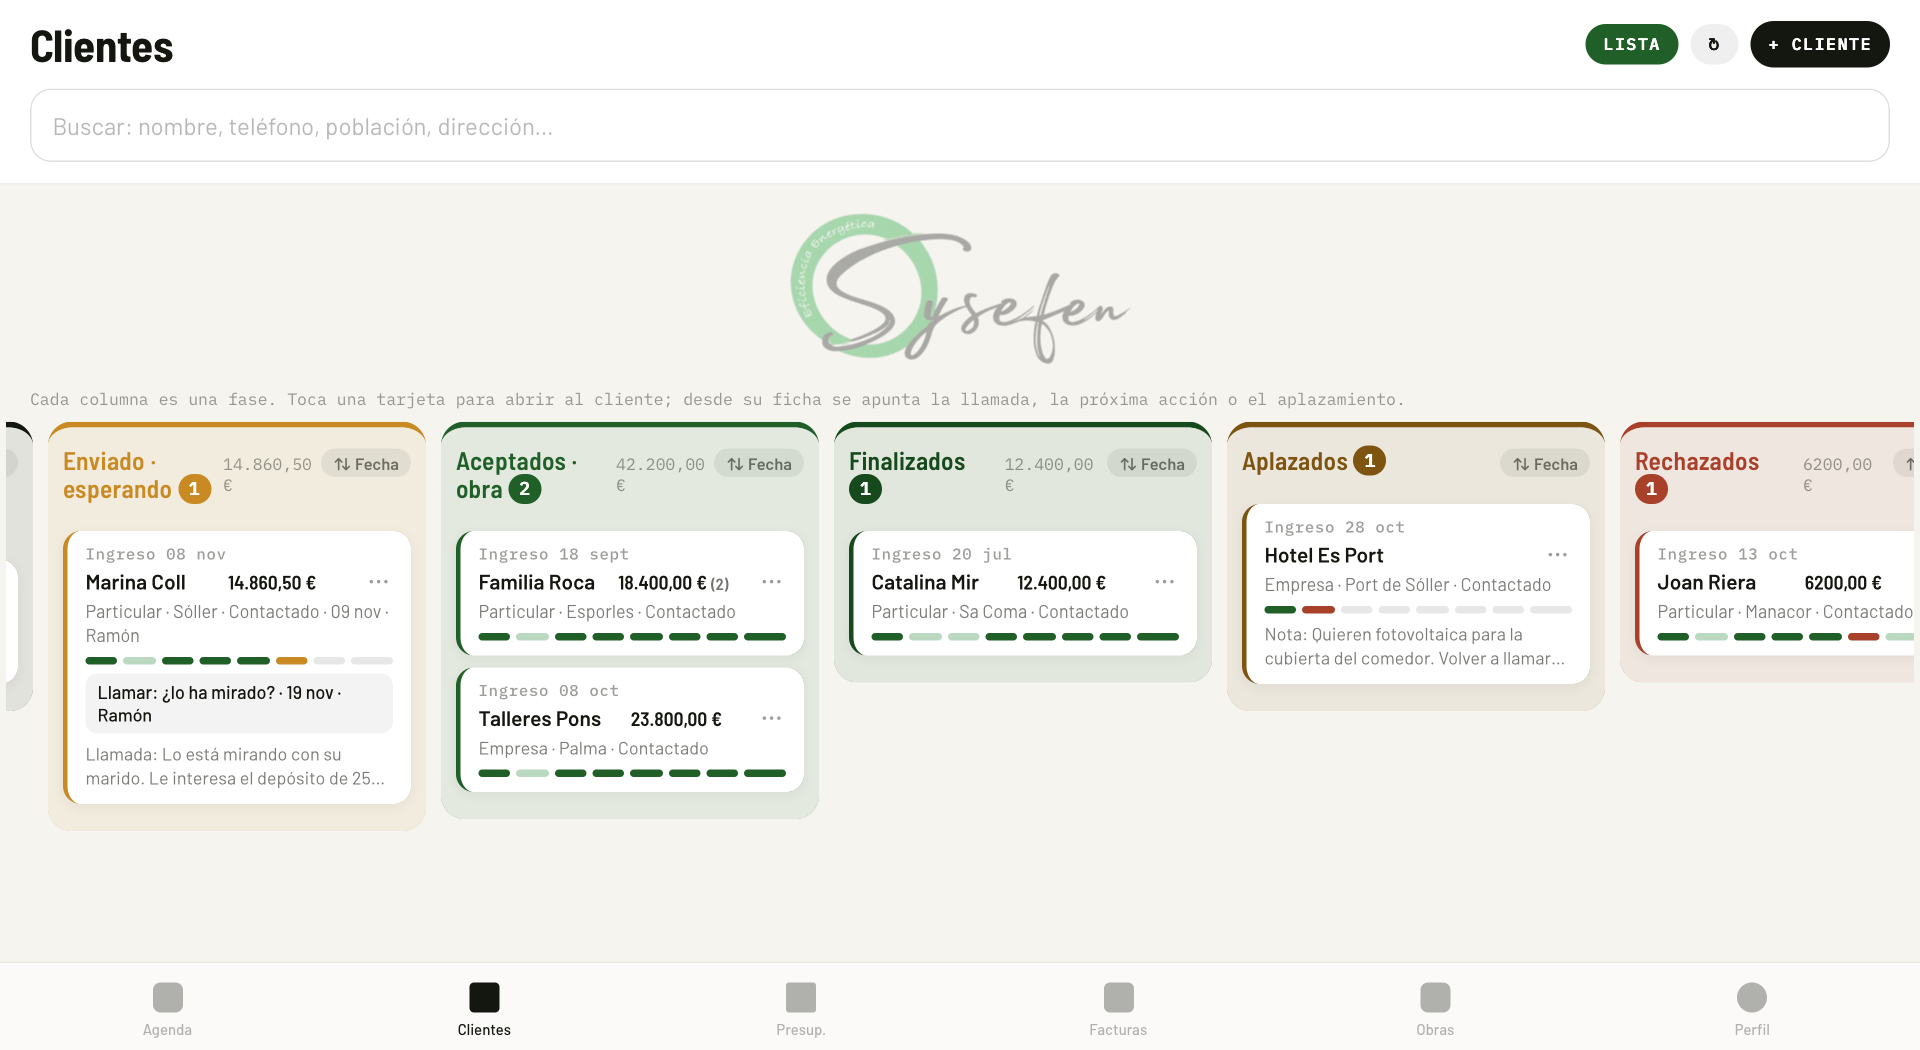 Clientes
LISTA
↻
+ CLIENTE
Buscar: nombre, teléfono, población, dirección...
Eficiencia Energética
Sysefen
Cada columna es una fase. Toca una tarjeta para abrir al cliente; desde su ficha se apunta la llamada, la próxima acción o el aplazamiento.
Enviado ·
esperando 1
14.860,50
€
↑↓ Fecha
Ingreso 08 nov
Marina Coll 14.860,50 € ···
Particular · Sóller · Contactado · 09 nov ·
Ramón
Llamar: ¿lo ha mirado? · 19 nov ·
Ramón
Llamada: Lo está mirando con su
marido. Le interesa el depósito de 25...
Aceptados ·
obra 2
42.200,00
€
↑↓ Fecha
Ingreso 18 sept
Familia Roca 18.400,00 € (2) ···
Particular · Esporles · Contactado
Ingreso 08 oct
Talleres Pons 23.800,00 € ···
Empresa · Palma · Contactado
Finalizados
1
12.400,00
€
↑↓ Fecha
Ingreso 20 jul
Catalina Mir 12.400,00 € ···
Particular · Sa Coma · Contactado
Aplazados 1
↑↓ Fecha
Ingreso 28 oct
Hotel Es Port ···
Empresa · Port de Sóller · Contactado
Nota: Quieren fotovoltaica para la
cubierta del comedor. Volver a llamar...
Rechazados
1
6200,00
€
Ingreso 13 oct
Joan Riera 6200,00 €
Particular · Manacor · Contactado
Agenda
Clientes
Presup.
Facturas
Obras
Perfil